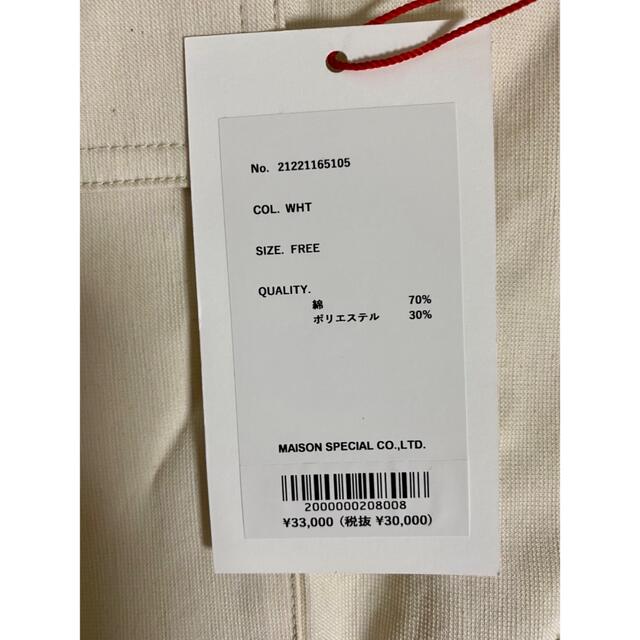 No. 21221165105
COL. WHT
SIZE. FREE
QUALITY.
綿 70%
ポリエステル 30%
MAISON SPECIAL CO.,LTD.
2000000208008
¥33,000 (税抜 ¥30,000)